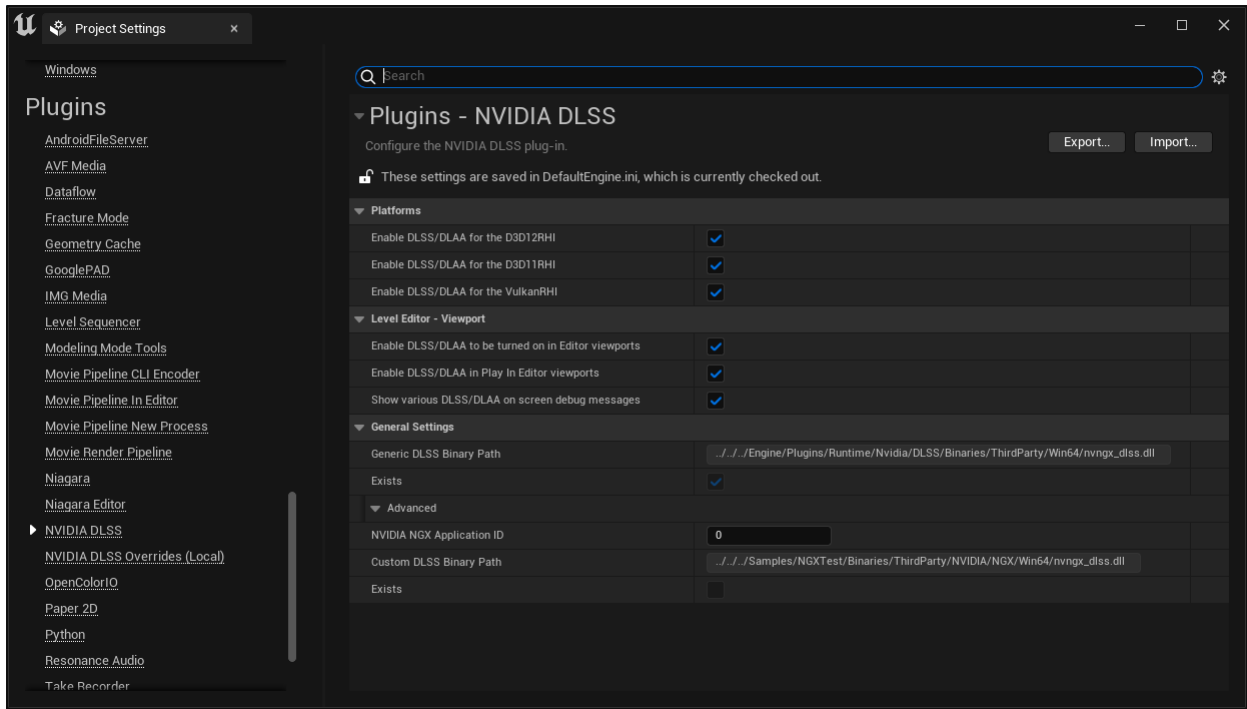 Project Settings
Windows
Plugins
AndroidFileServer
AVF Media
Dataflow
Fracture Mode
Geometry Cache
GooglePAD
IMG Media
Level Sequencer
Modeling Mode Tools
Movie Pipeline CLI Encoder
Movie Pipeline In Editor
Movie Pipeline New Process
Movie Render Pipeline
Niagara
Niagara Editor
NVIDIA DLSS
NVIDIA DLSS Overrides (Local)
OpenColorIO
Paper 2D
Python
Resonance Audio
Take Recorder
Search
Plugins - NVIDIA DLSS
Configure the NVIDIA DLSS plug-in.
Export... Import...
These settings are saved in DefaultEngine.ini, which is currently checked out.
Platforms
Enable DLSS/DLAA for the D3D12RHI
Enable DLSS/DLAA for the D3D11RHI
Enable DLSS/DLAA for the VulkanRHI
Level Editor - Viewport
Enable DLSS/DLAA to be turned on in Editor viewports
Enable DLSS/DLAA in Play In Editor viewports
Show various DLSS/DLAA on screen debug messages
General Settings
Generic DLSS Binary Path ../../../Engine/Plugins/Runtime/Nvidia/DLSS/Binaries/ThirdParty/Win64/nvngx_dlss.dll
Exists
Advanced
NVIDIA NGX Application ID 0
Custom DLSS Binary Path ../../../Samples/NGXTest/Binaries/ThirdParty/NVIDIA/NGX/Win64/nvngx_dlss.dll
Exists